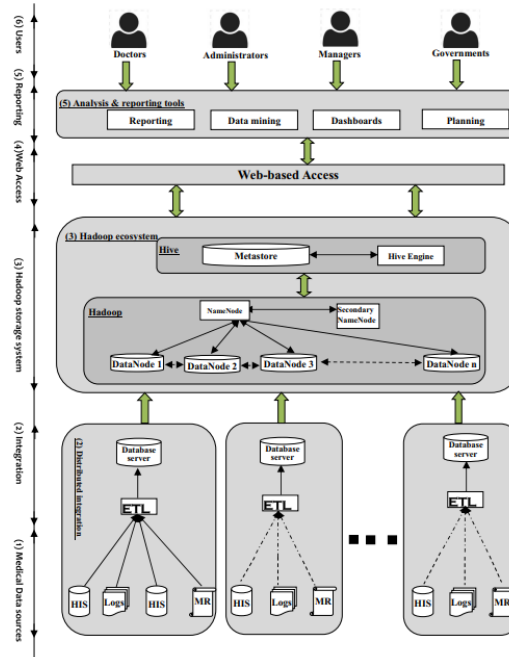 (6) Users
Doctors
Administrators
Managers
Governments
(5) Reporting
(5) Analysis & reporting tools
Reporting
Data mining
Dashboards
Planning
(4) Web Access
Web-based Access
(3) Hadoop storage system
(3) Hadoop ecosystem
Hive
Metastore
Hive Engine
Hadoop
NameNode
Secondary
NameNode
DataNode 1
DataNode 2
DataNode 3
DataNode n
(2) Integration
(2) Distributed integration
Database
server
ETL
Database
server
ETL
Database
server
ETL
(1) Medical Data sources
HIS
Logs
HIS
MR
HIS
Logs
MR
HIS
Logs
MR